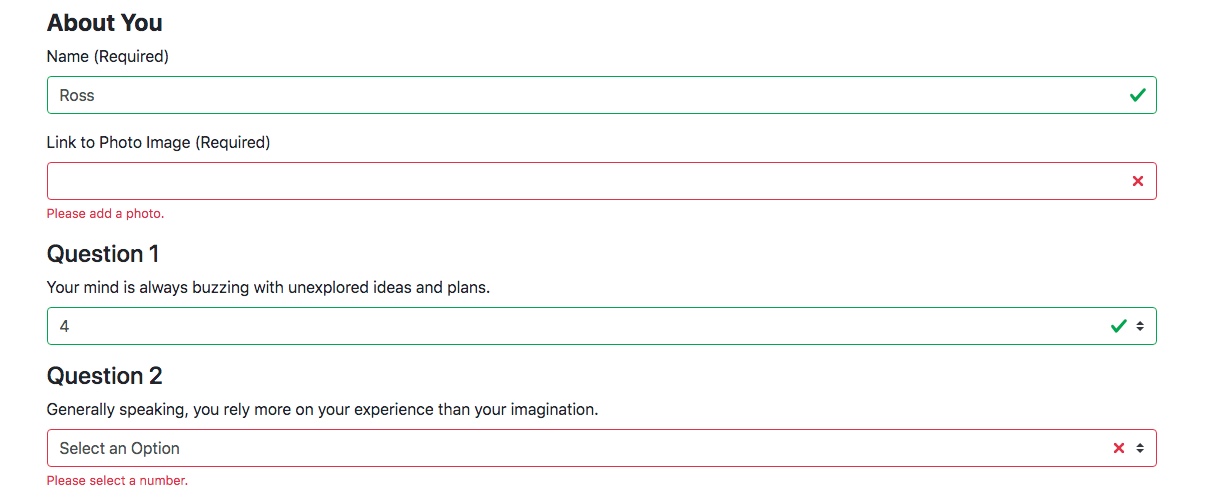 About You
Name (Required)
Ross
Link to Photo Image (Required)
Please add a photo.
Question 1
Your mind is always buzzing with unexplored ideas and plans.
4
Question 2
Generally speaking, you rely more on your experience than your imagination.
Select an Option
Please select a number.